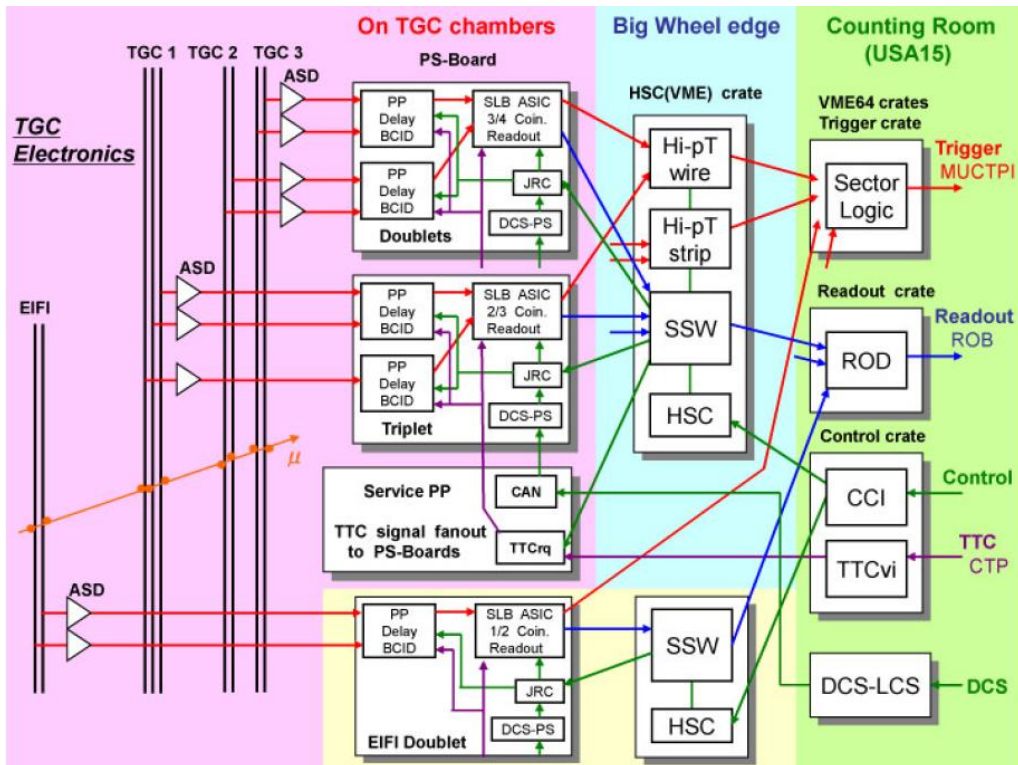 On TGC chambers
Big Wheel edge
Counting Room
(USA15)
TGC 1
TGC 2
TGC 3
ASD
PS-Board
HSC(VME) crate
VME64 crates
Trigger crate
TGC
Electronics
PP
Delay
BCID
SLB ASIC
3/4 Coin.
Readout
PP
Delay
BCID
JRC
DCS-PS
Doublets
Hi-pT
wire
Hi-pT
strip
Sector
Logic
Trigger
MUCTPI
EIFI
ASD
PP
Delay
BCID
SLB ASIC
2/3 Coin.
Readout
PP
Delay
BCID
JRC
DCS-PS
Triplet
SSW
HSC
Readout crate
ROD
Readout
ROB
μ
Service PP
CAN
TTC signal fanout
to PS-Boards
TTCrq
Control crate
CCI
Control
TTCvi
TTC
CTP
ASD
PP
Delay
BCID
SLB ASIC
1/2 Coin.
Readout
JRC
DCS-PS
EIFI Doublet
SSW
HSC
DCS-LCS
DCS